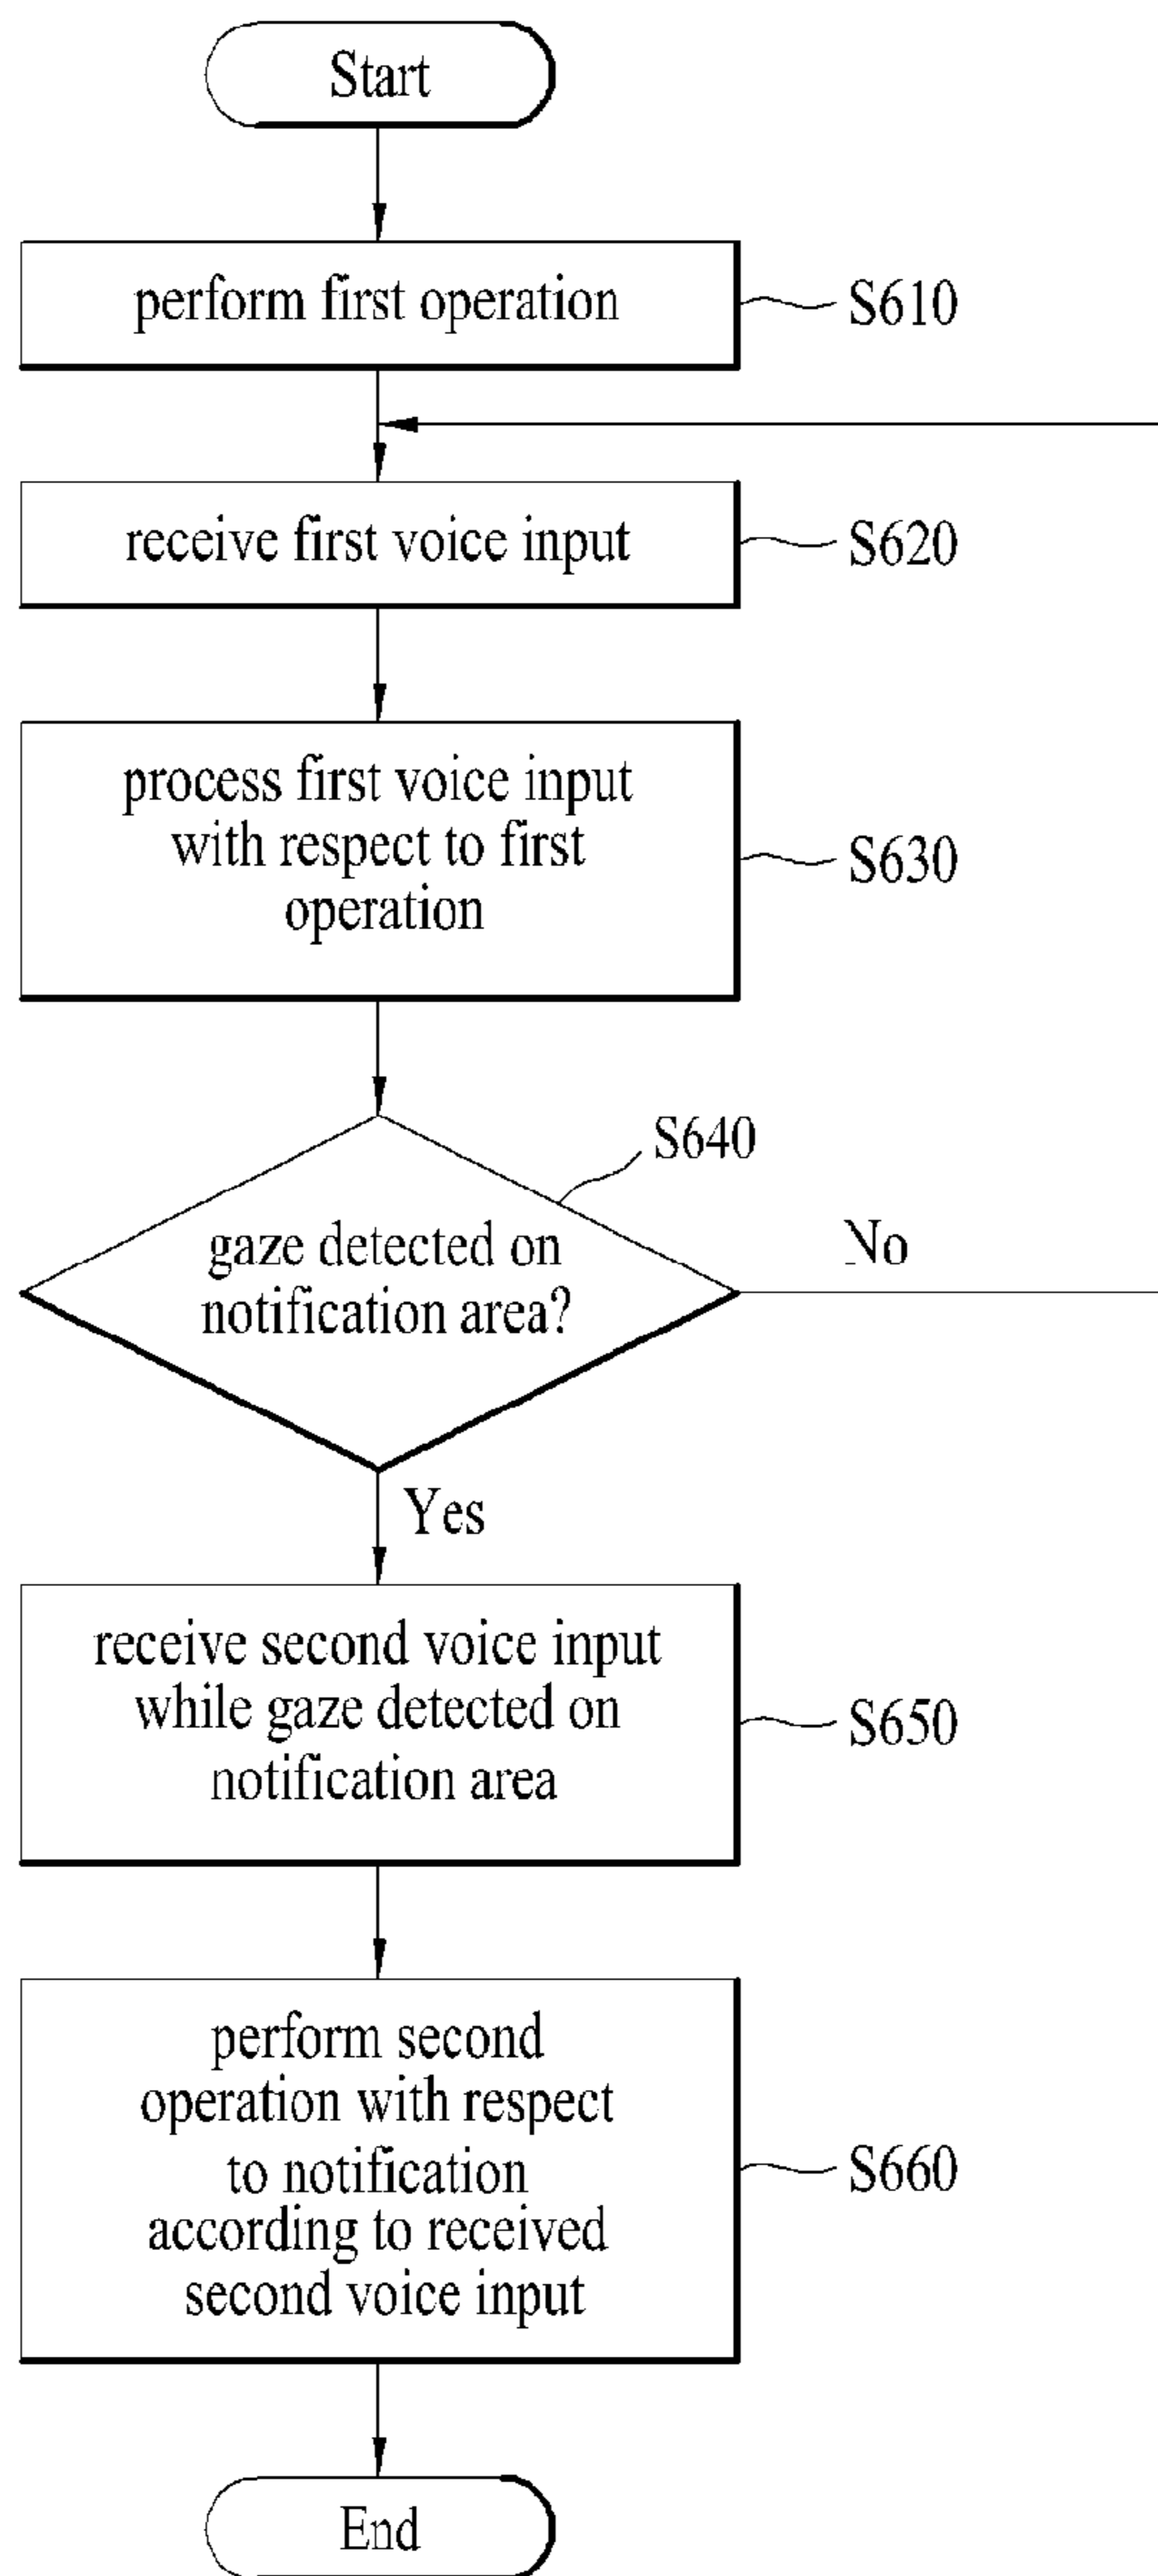 Start
perform first operation
S610
receive first voice input
S620
process first voice input
with respect to first
operation
S630
S640
gaze detected on
notification area?
No
Yes
receive second voice input
while gaze detected on
notification area
S650
perform second
operation with respect
to notification
according to received
second voice input
S660
End